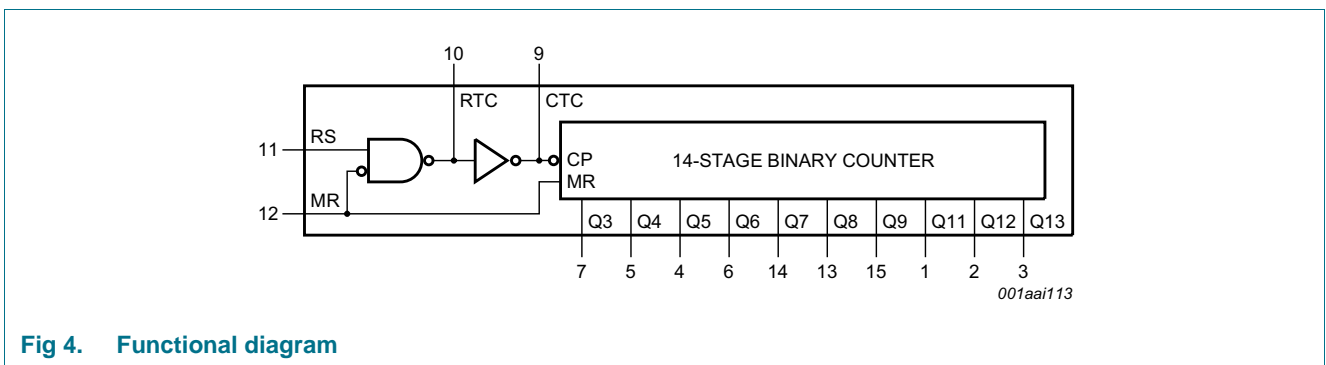 10 9
RTC CTC
11 RS
CP 14-STAGE BINARY COUNTER
MR
12 MR
Q3 Q4 Q5 Q6 Q7 Q8 Q9 Q11 Q12 Q13
7 5 4 6 14 13 15 1 2 3
001aai113
Fig 4. Functional diagram